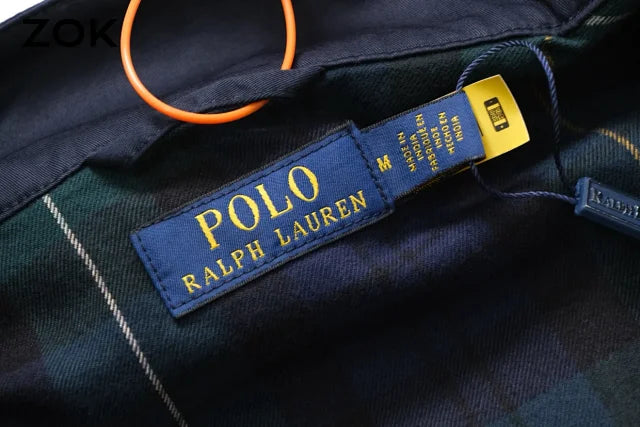 ZOK
POLO
RALPH LAUREN
M
MADE IN
INDIA
FABRIQUÉ EN
INDE
HECHO EN
INDIA